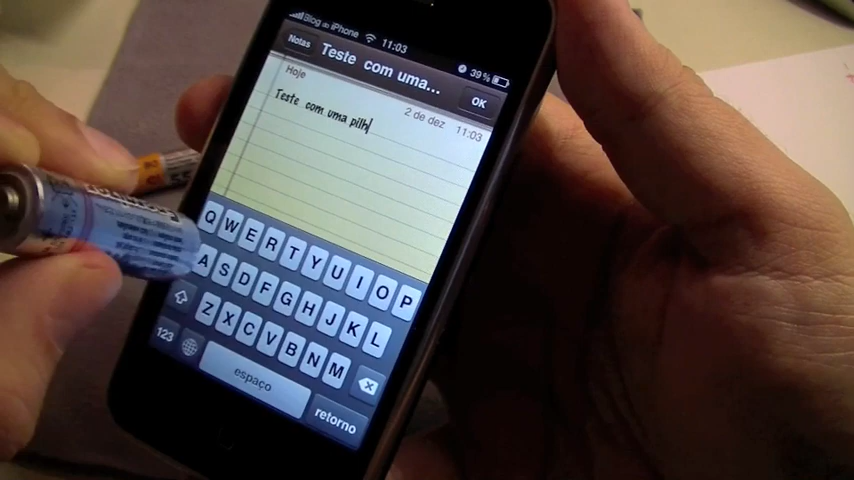 Blog do iPhone 11:03 39%
Notas Teste com uma... OK
Hoje 2 de dez 11:03
Teste com uma pilh
Q W E R T Y U I O P
A S D F G H J K L
Z X C V B N M
123 espaço retorno